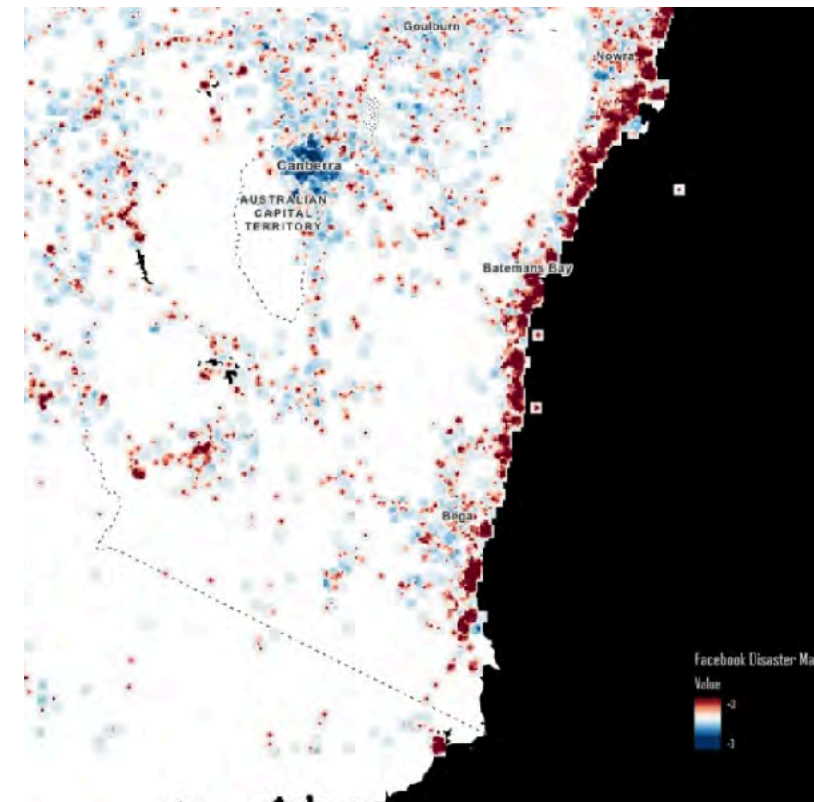 Goulburn
Nowra
Canberra
AUSTRALIAN
CAPITAL
TERRITORY
Batemans Bay
Bega
Facebook Disaster Ma
Value
+3
-3